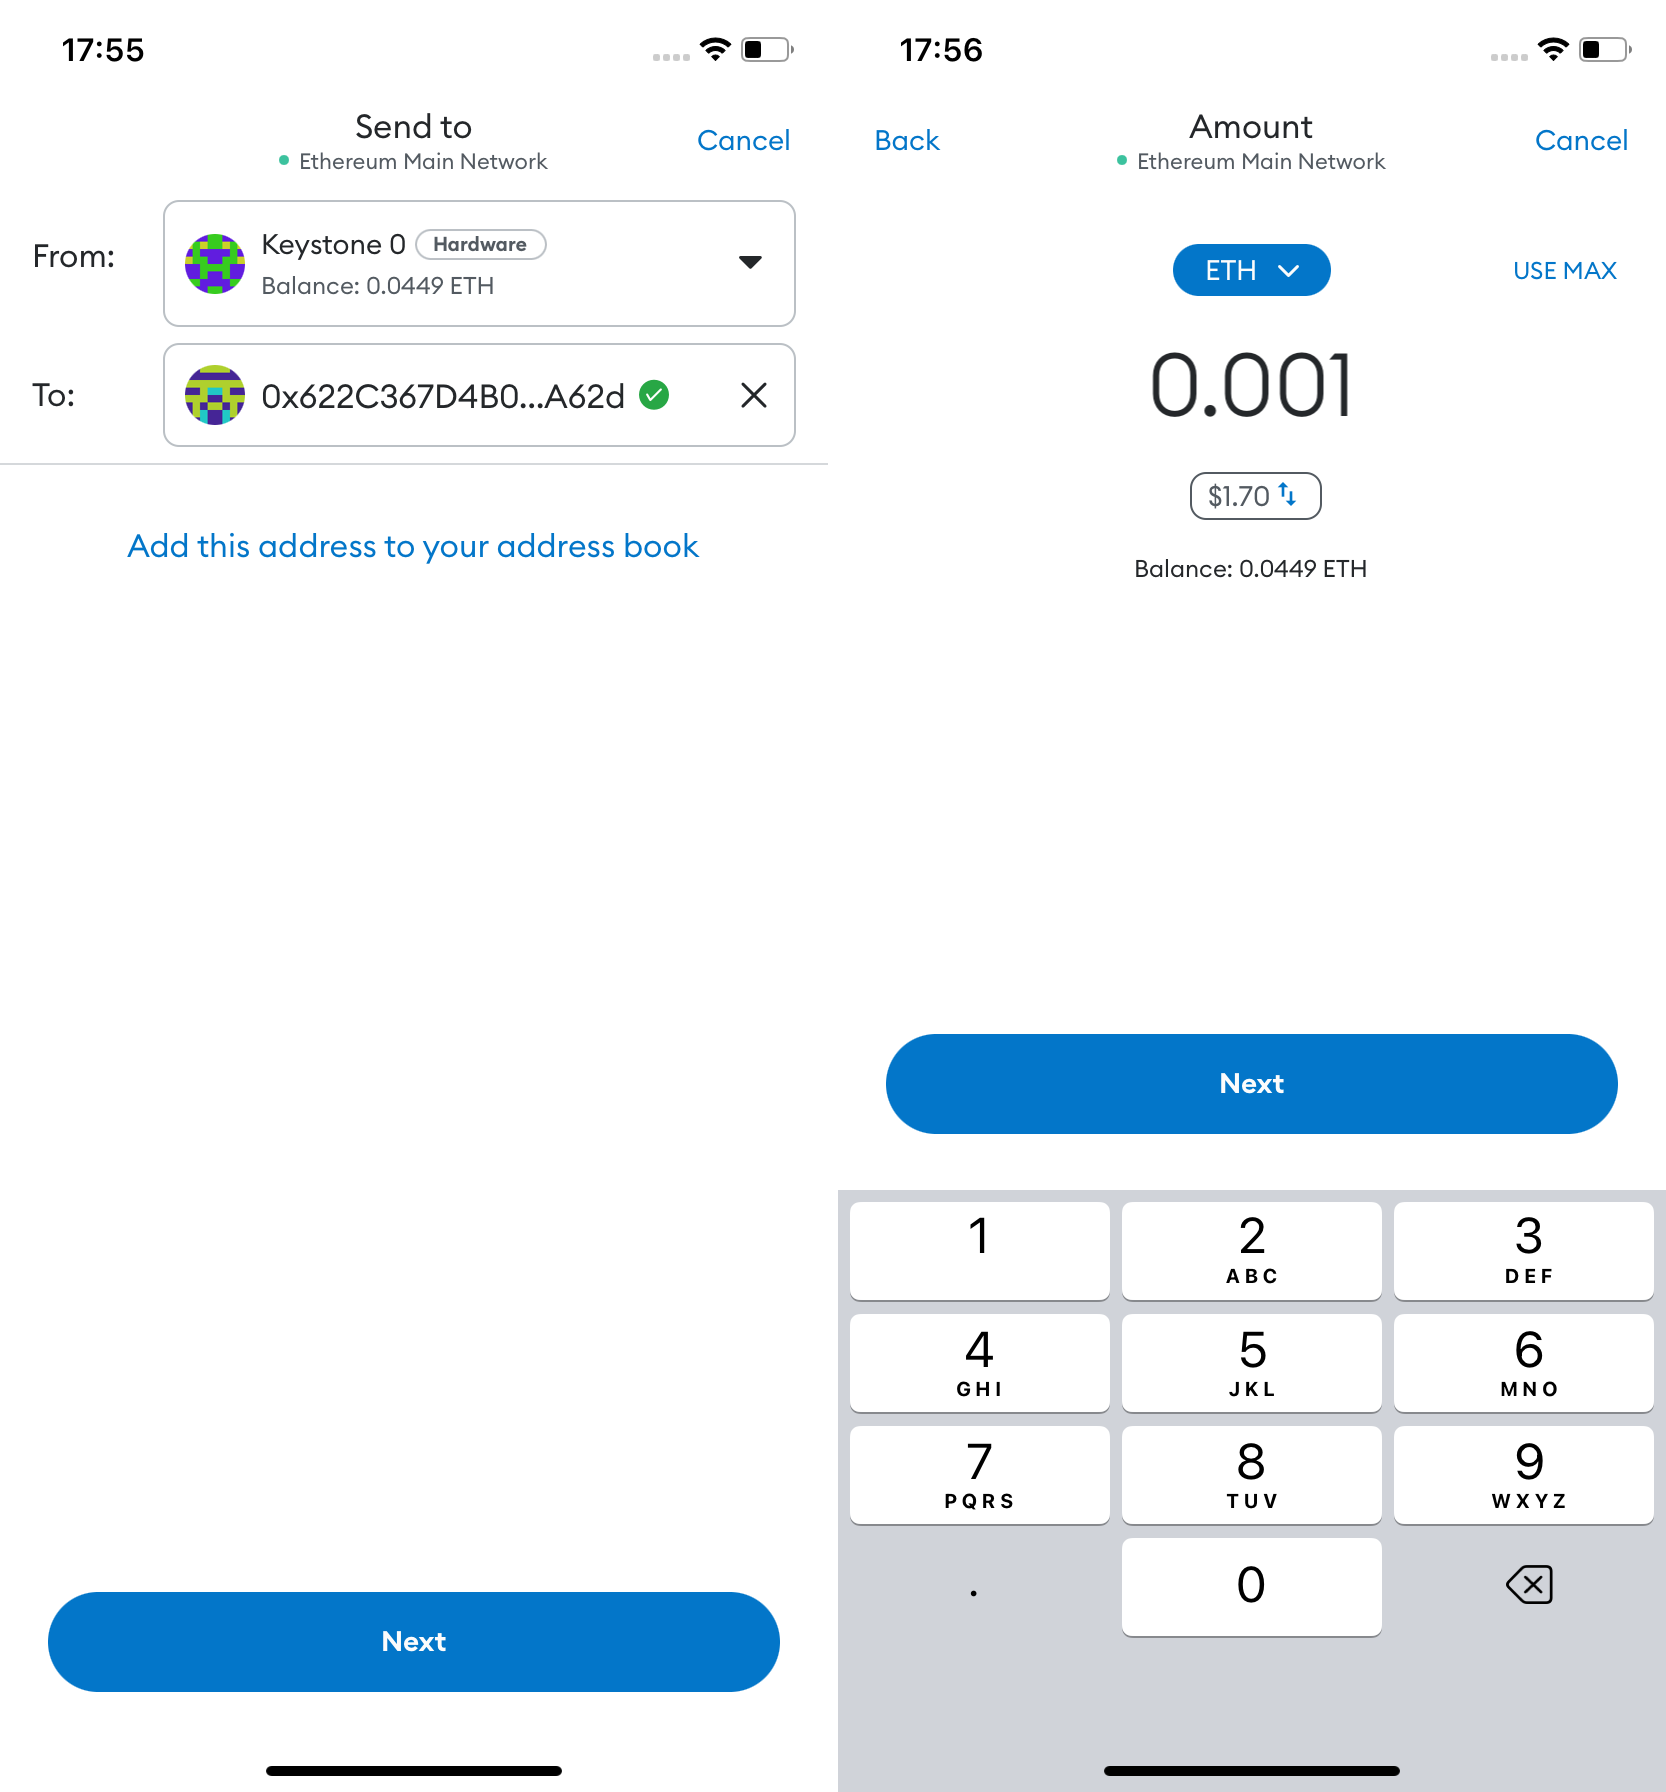 17:55
Send to
Ethereum Main Network
Cancel
From:
Keystone 0 Hardware
Balance: 0.0449 ETH
To:
0x622C367D4B0...A62d
Add this address to your address book
Next
17:56
Back
Amount
Ethereum Main Network
Cancel
ETH
USE MAX
0.001
$1.70
Balance: 0.0449 ETH
Next
1
2
ABC
3
DEF
4
GHI
5
JKL
6
MNO
7
PQRS
8
TUV
9
WXYZ
.
0